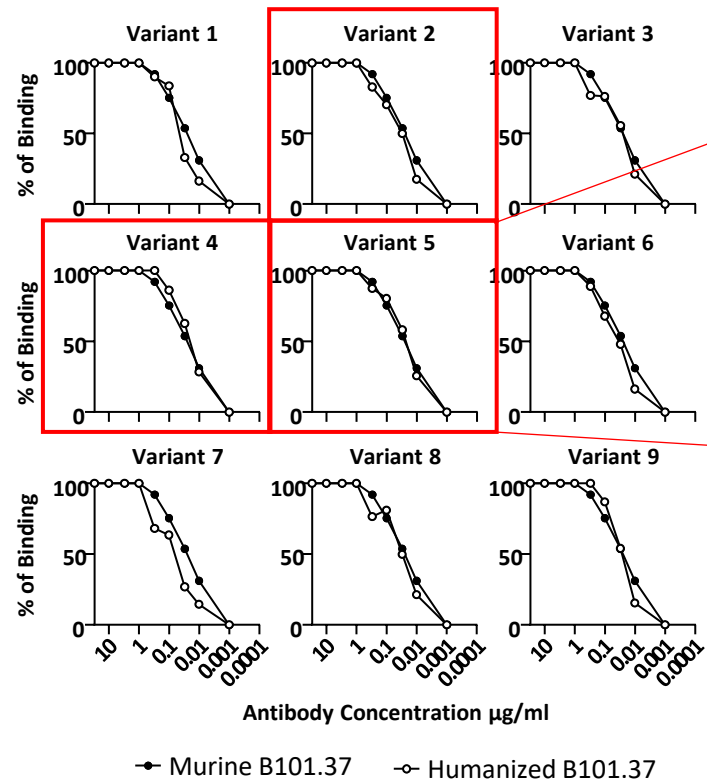 Variant 1 Variant 2 Variant 3
% of Binding
100 100 100
50 50 50
0 0 0
Variant 4 Variant 5 Variant 6
% of Binding
100 100 100
50 50 50
0 0 0
Variant 7 Variant 8 Variant 9
% of Binding
100 100 100
50 50 50
0 0 0
10 1 0.1 0.01 0.001 0.0001 10 1 0.1 0.01 0.001 0.0001 10 1 0.1 0.01 0.001 0.0001
Antibody Concentration µg/ml
Murine B101.37 Humanized B101.37